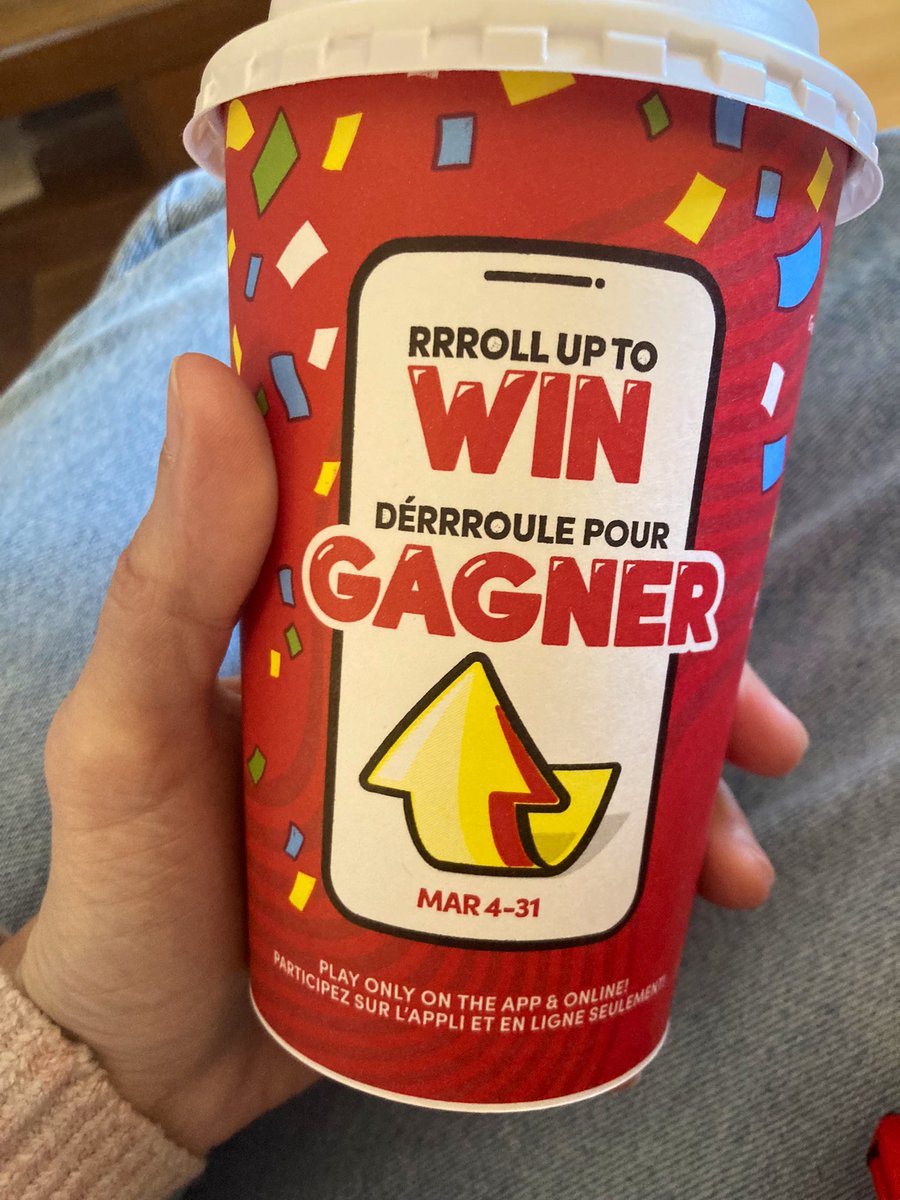 RRROLL UP TO
WIN
DÉRRROULE POUR
GAGNER
MAR 4-31
PLAY ONLY ON THE APP & ONLINE!
PARTICIPEZ SUR L'APPLI ET EN LIGNE SEULEMENT!